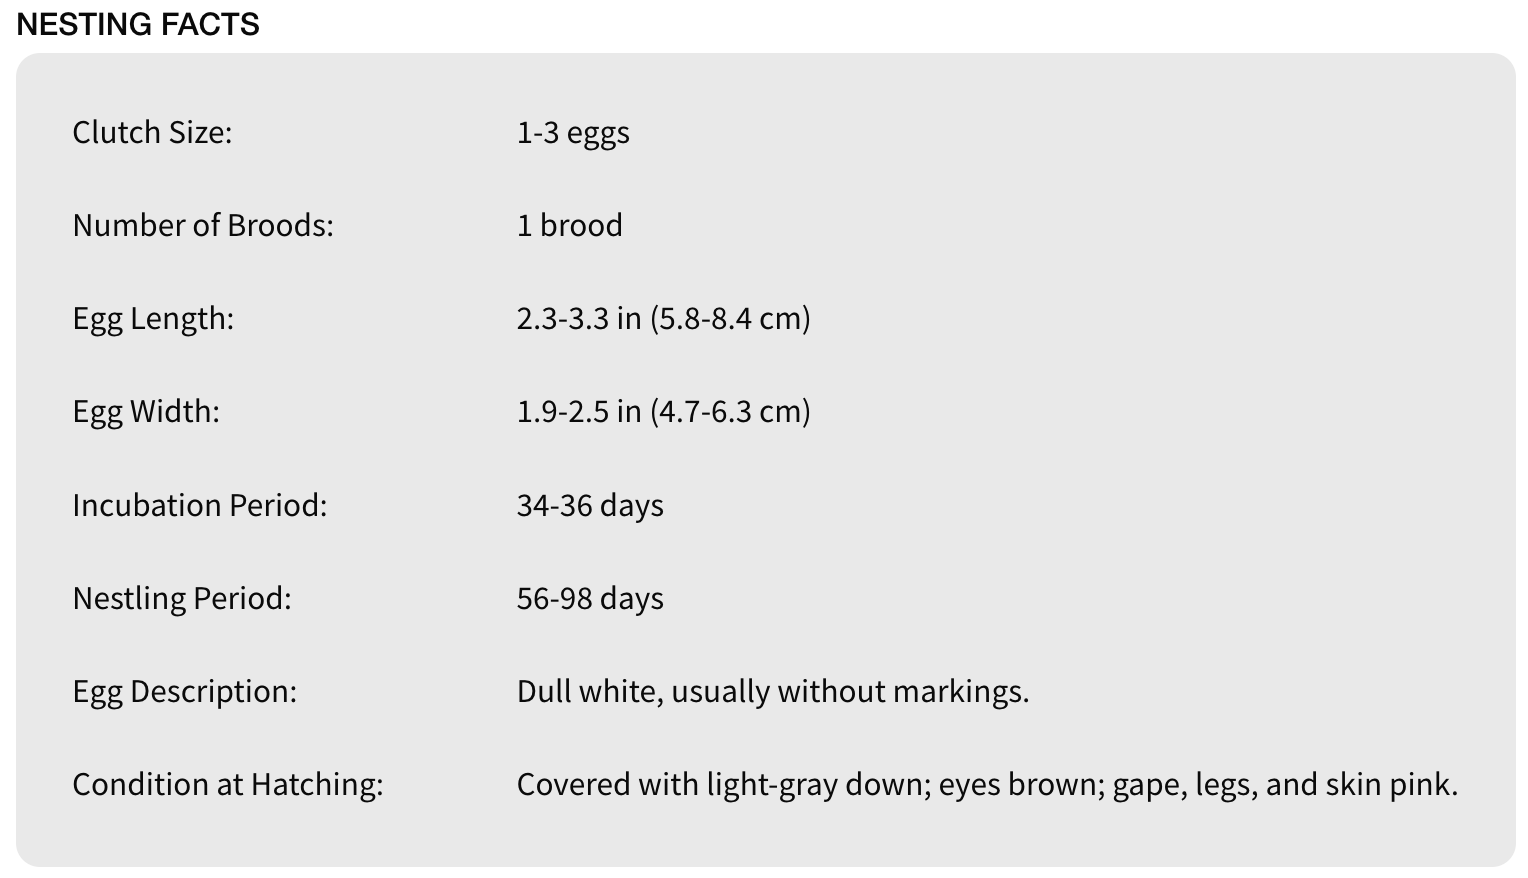 NESTING FACTS
Clutch Size: 1-3 eggs
Number of Broods: 1 brood
Egg Length: 2.3-3.3 in (5.8-8.4 cm)
Egg Width: 1.9-2.5 in (4.7-6.3 cm)
Incubation Period: 34-36 days
Nestling Period: 56-98 days
Egg Description: Dull white, usually without markings.
Condition at Hatching: Covered with light-gray down; eyes brown; gape, legs, and skin pink.